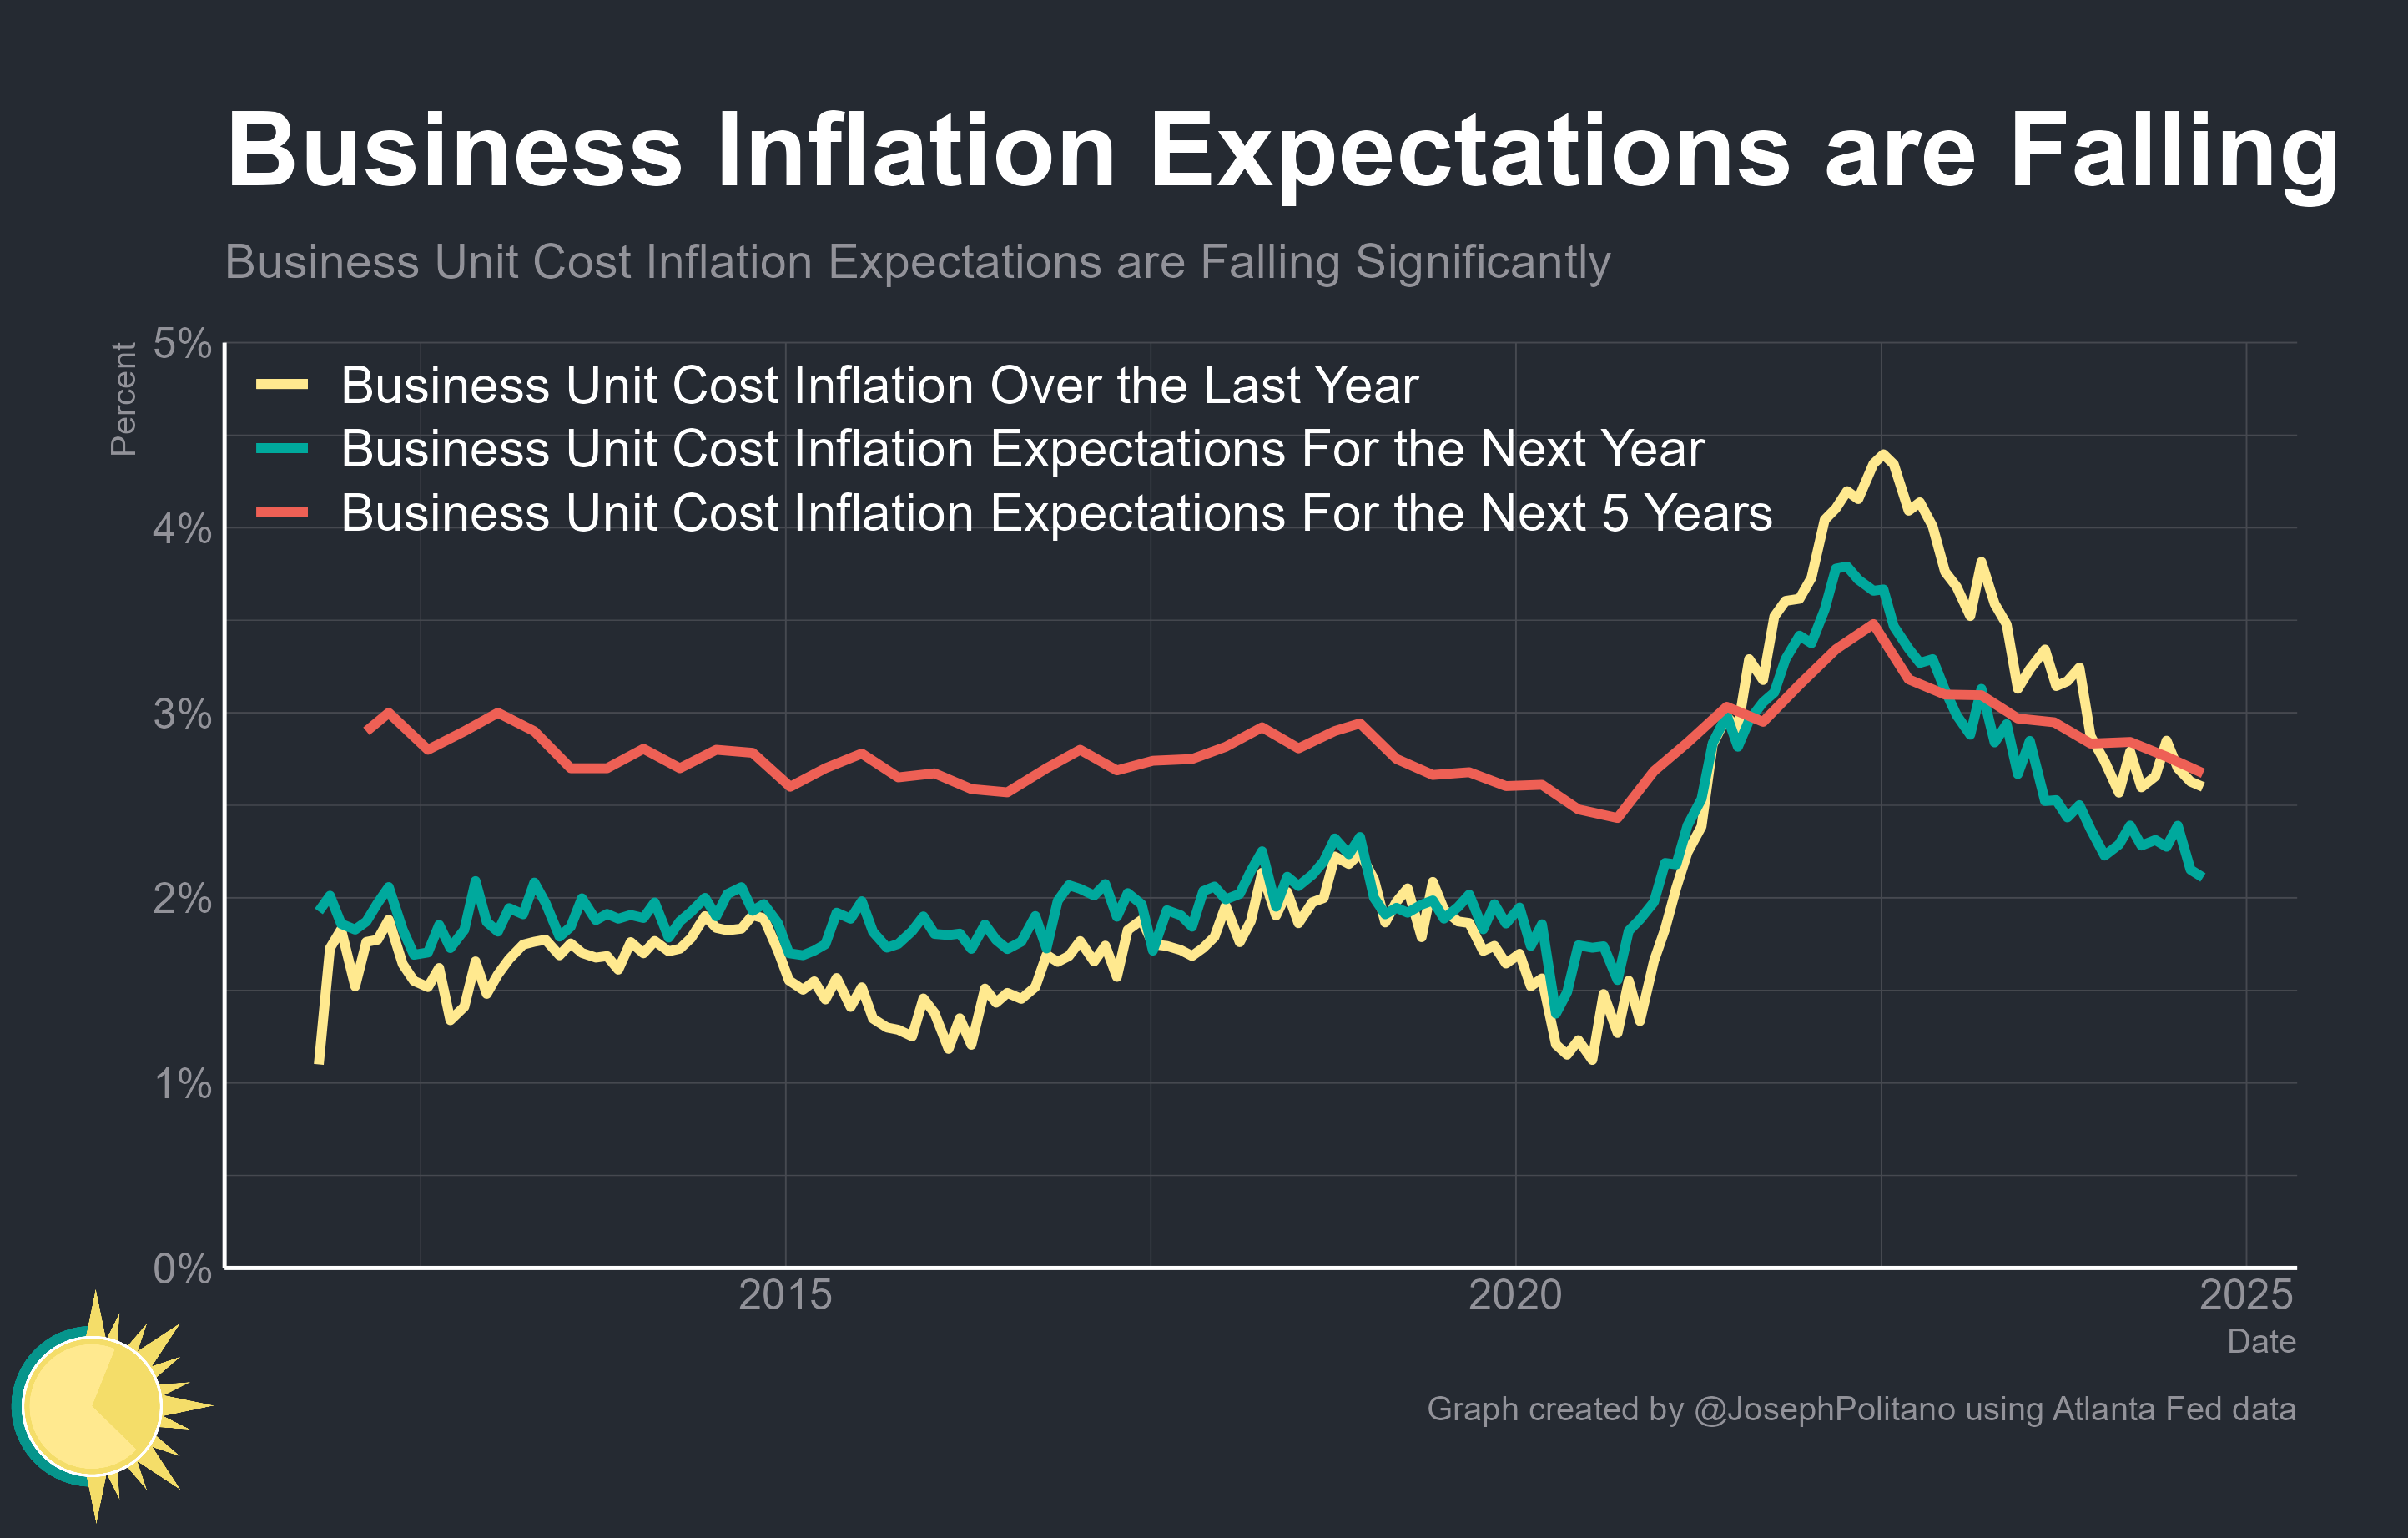 Business Inflation Expectations are Falling
Business Unit Cost Inflation Expectations are Falling Significantly
Percent
5%
4%
3%
2%
1%
0%
Business Unit Cost Inflation Over the Last Year
Business Unit Cost Inflation Expectations For the Next Year
Business Unit Cost Inflation Expectations For the Next 5 Years
2015
2020
2025
Date
Graph created by @JosephPolitano using Atlanta Fed data